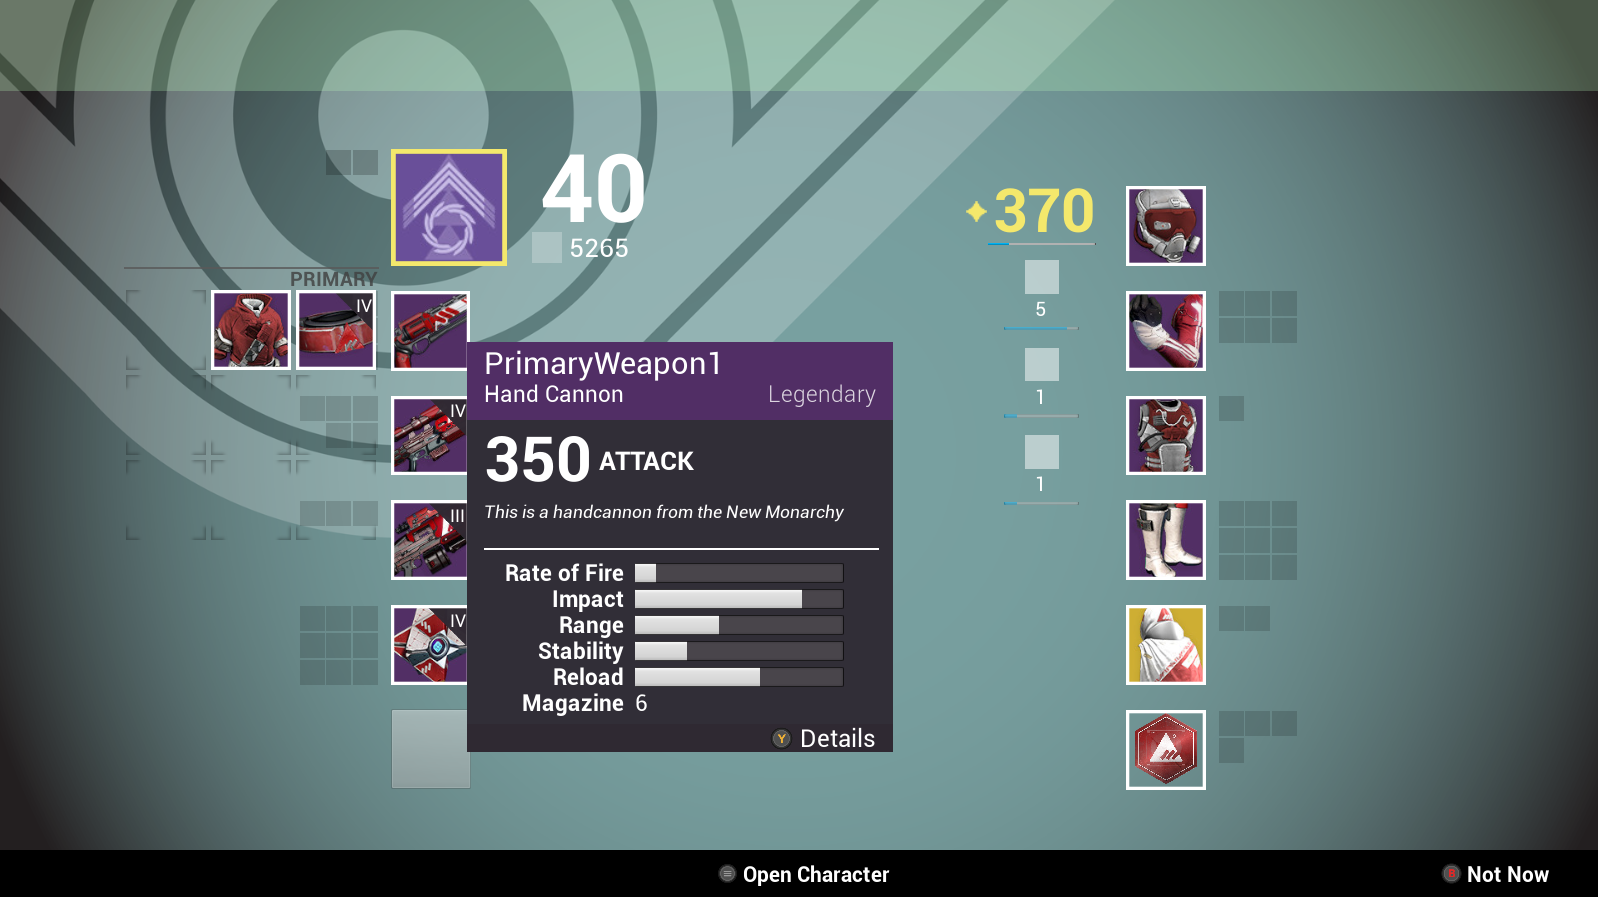 40
5265
370
PRIMARY
IV
5
PrimaryWeapon1
Hand Cannon
Legendary
1
IV
350 ATTACK
1
This is a handcannon from the New Monarchy
III
Rate of Fire
Impact
Range
Stability
Reload
Magazine 6
IV
Y Details
Open Character
B Not Now